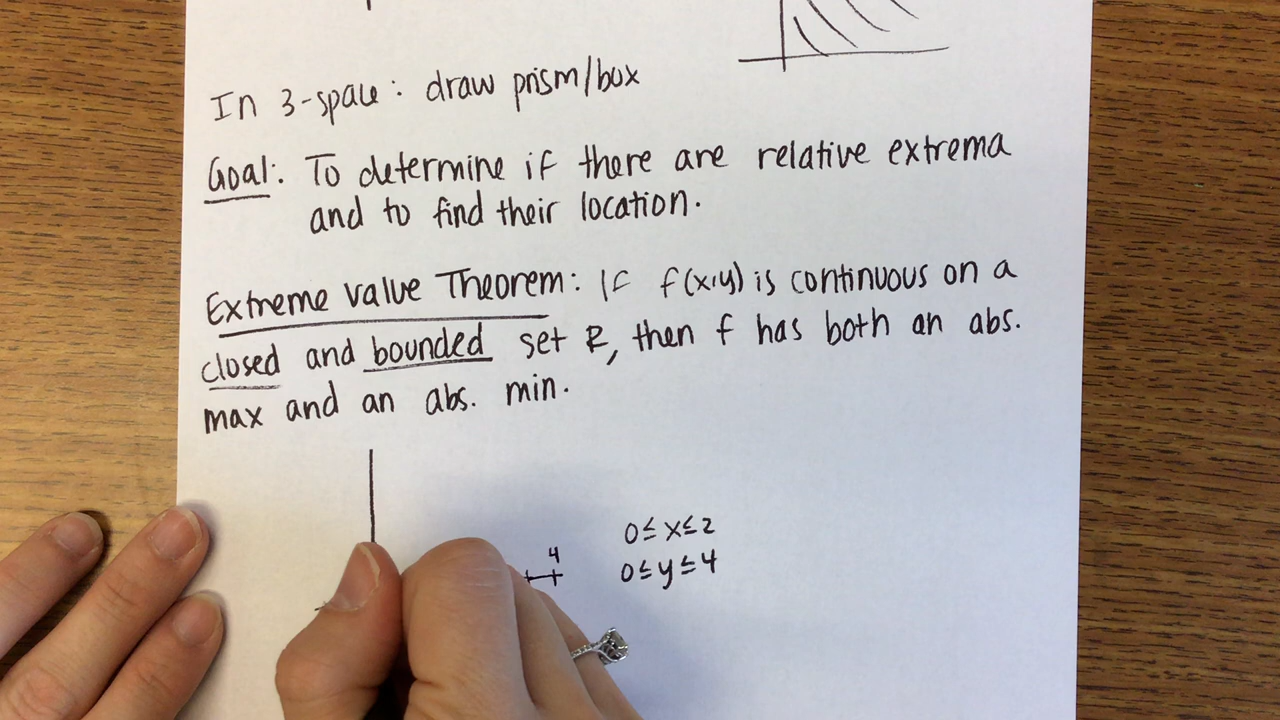 In 3-space: draw prism/box
Goal: To determine if there are relative extrema
and to find their location.
Extreme value Theorem: If f(x,y) is continuous on a
closed and bounded set R, then f has both an abs.
max and an abs. min.
0≤x≤2
4
0≤y≤4